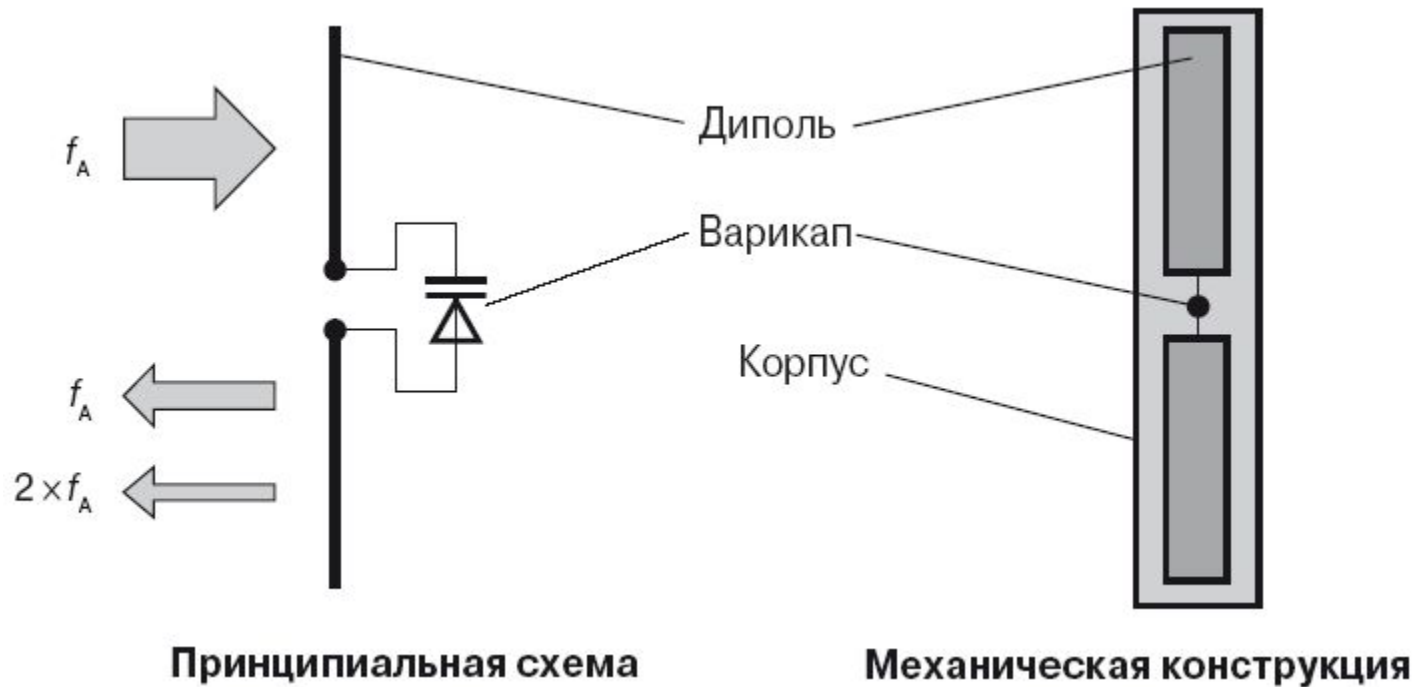 Диполь
f_A
Варикап
Корпус
f_A
2 × f_A
Принципиальная схема
Механическая конструкция